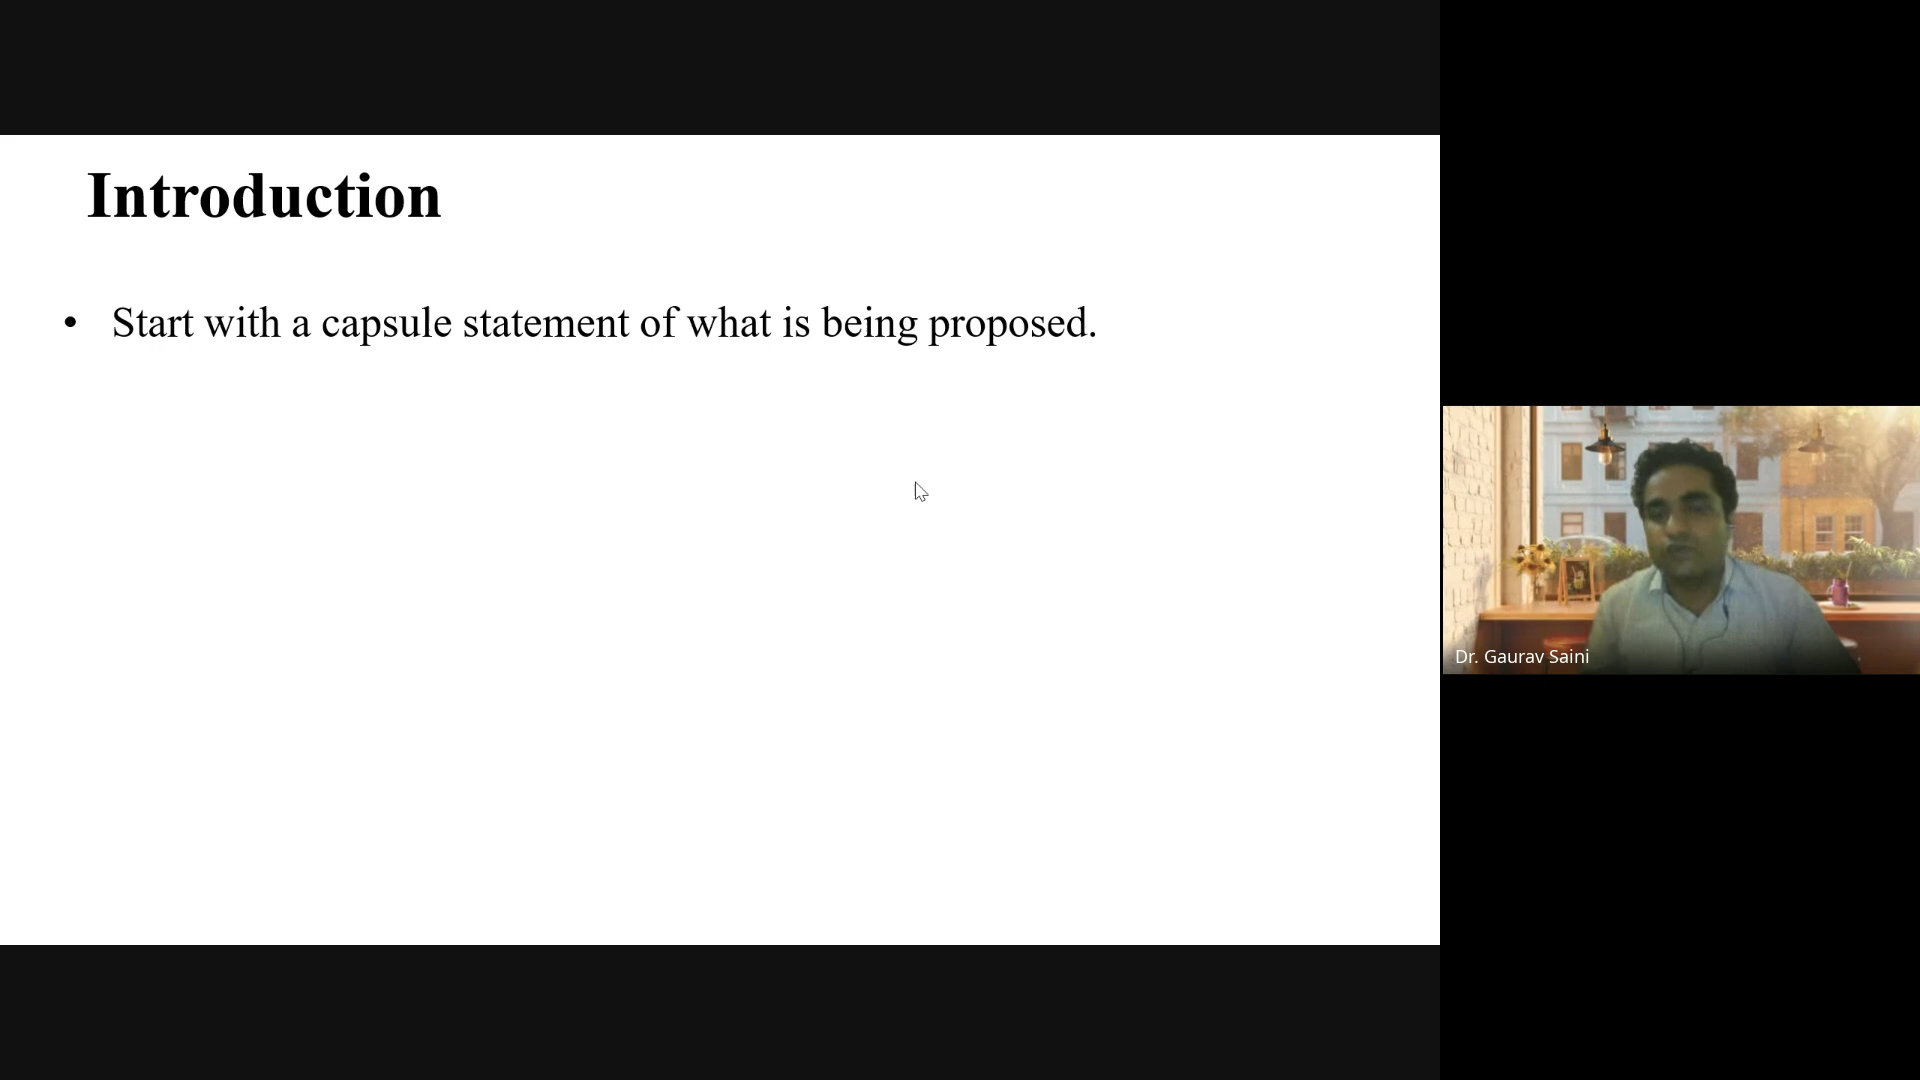 Introduction
• Start with a capsule statement of what is being proposed.
Dr. Gaurav Saini